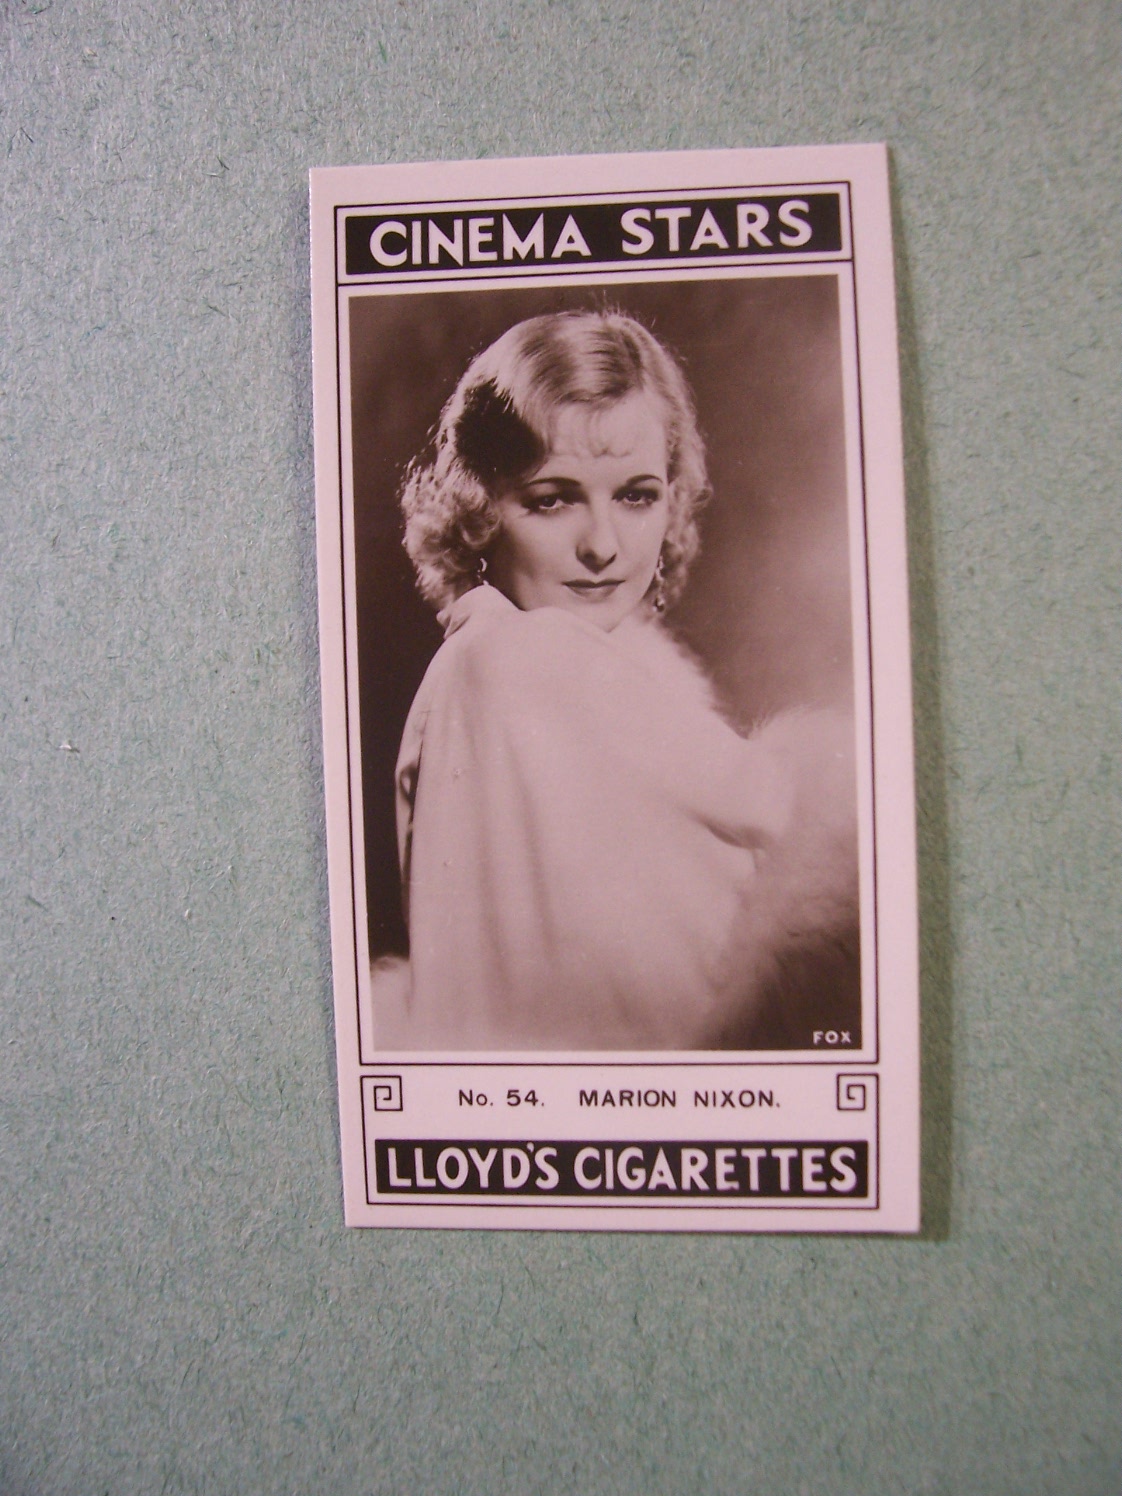 CINEMA STARS
FOX
No. 54. MARION NIXON.
LLOYD'S CIGARETTES